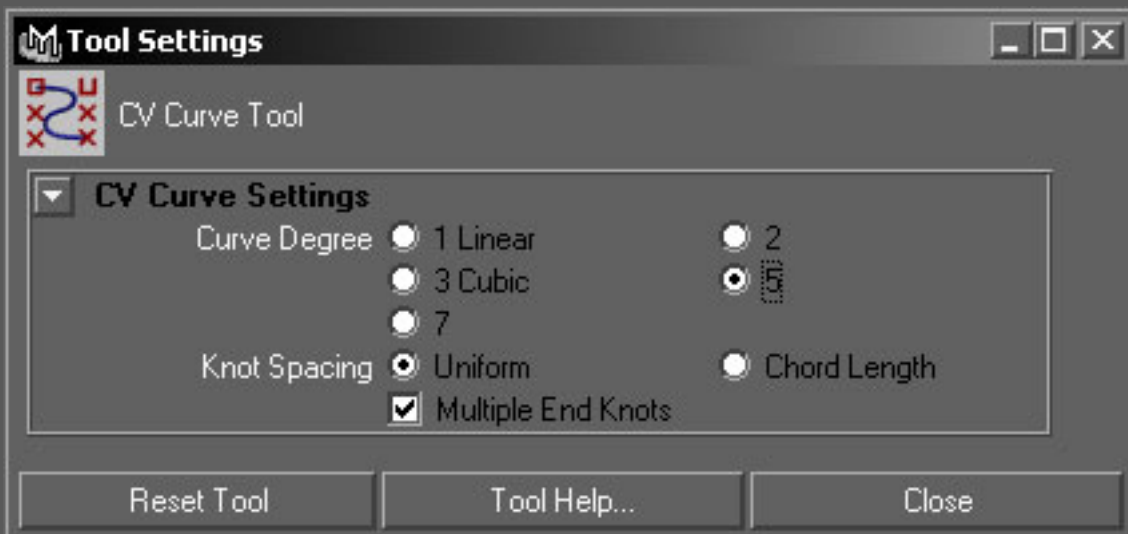 Tool Settings
CV Curve Tool
CV Curve Settings
Curve Degree 1 Linear 2
3 Cubic 5
7
Knot Spacing Uniform Chord Length
Multiple End Knots
Reset Tool Tool Help... Close